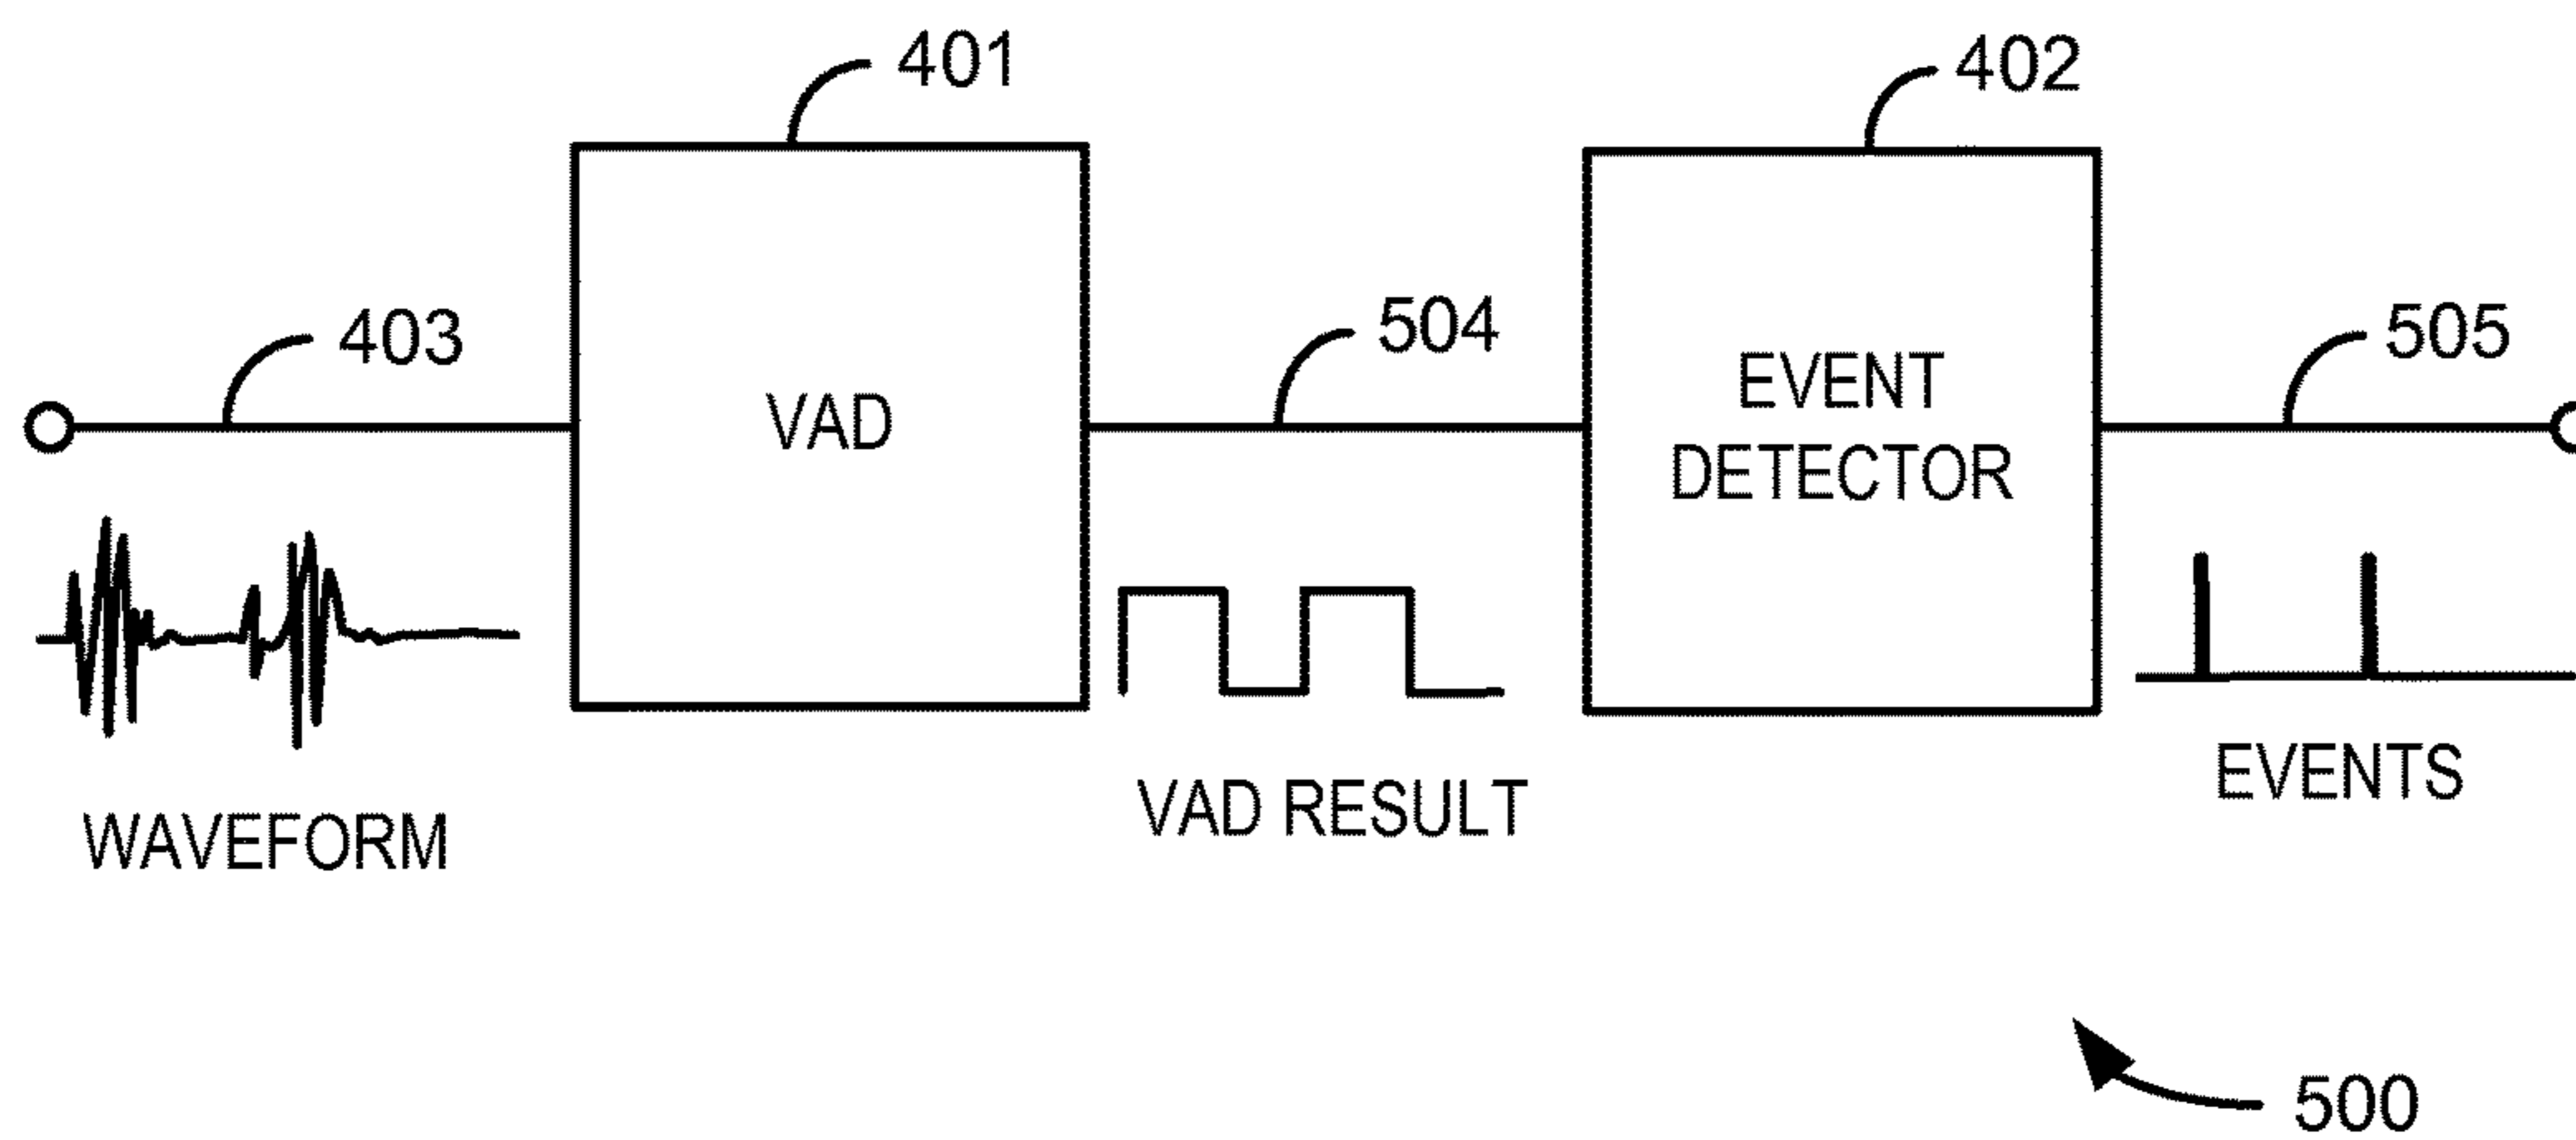 401
402
403
504
505
VAD
EVENT
DETECTOR
WAVEFORM
VAD RESULT
EVENTS
500